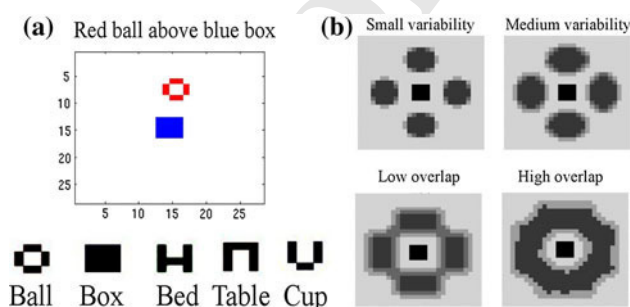 (a) Red ball above blue box
5
10
15
20
25
5 10 15 20 25
Ball Box Bed Table Cup
(b) Small variability Medium variability
Low overlap High overlap